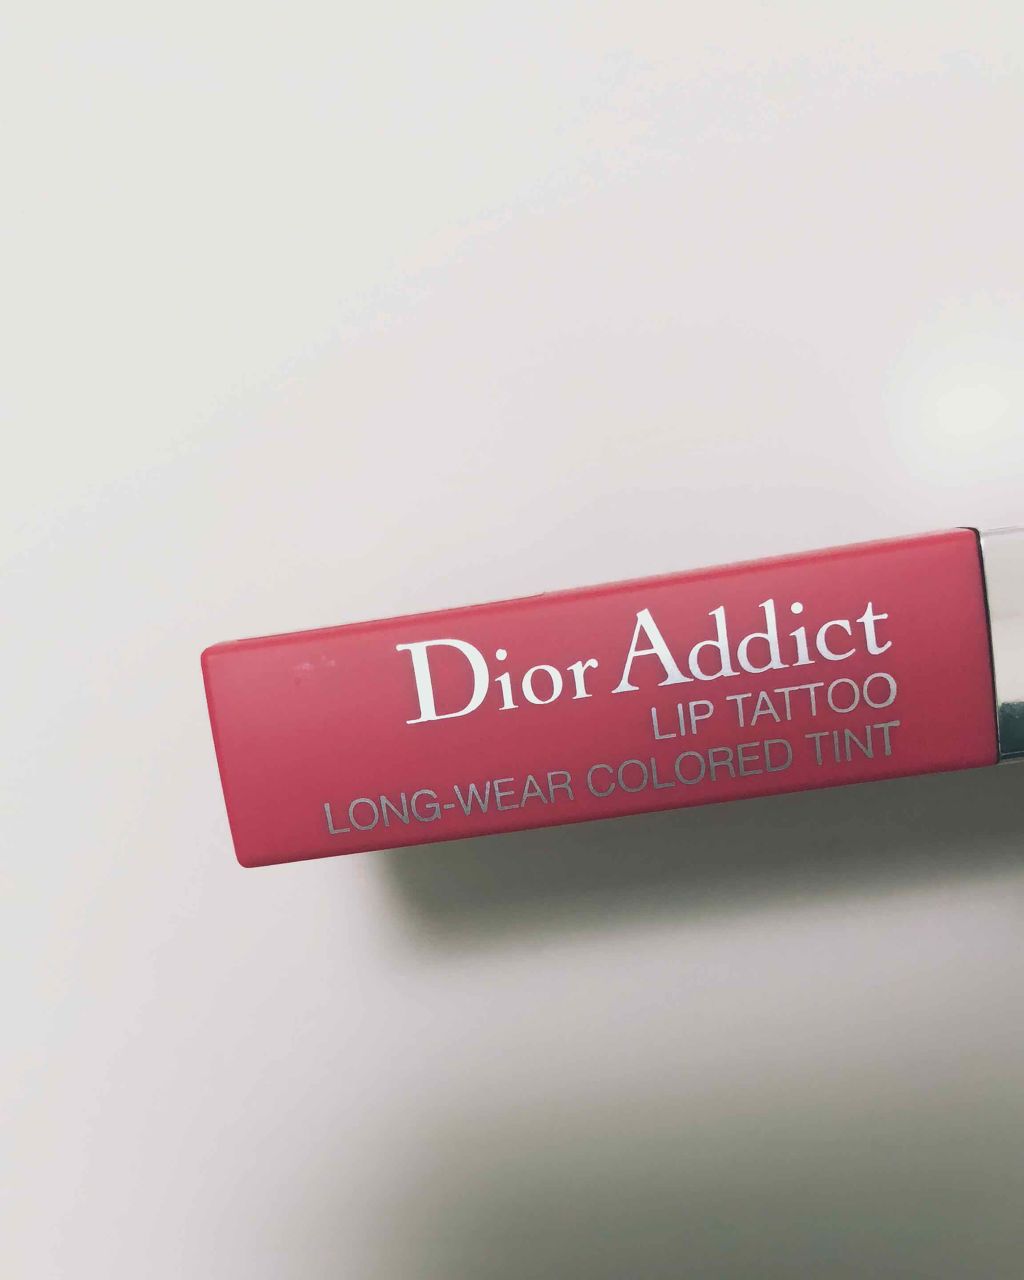 Dior Addict
LIP TATTOO
LONG-WEAR COLORED TINT